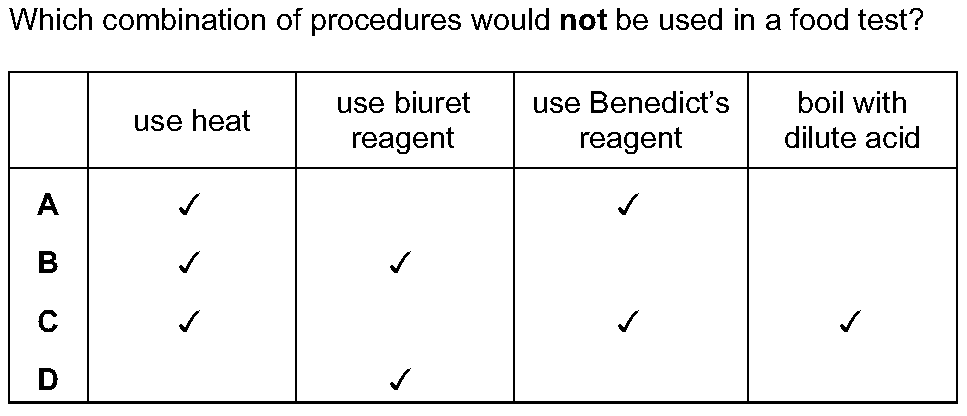 Which combination of procedures would not be used in a food test?
use heat
use biuret
reagent
use Benedict's
reagent
boil with
dilute acid
A ✓ ✓
B ✓ ✓
C ✓ ✓ ✓
D ✓